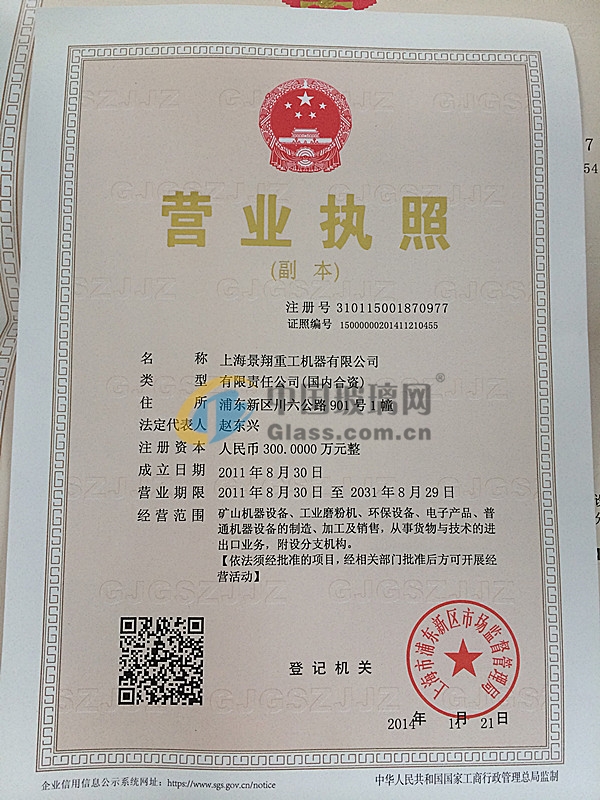 营业执照
(副 本)
注册号 310115001870977
证照编号 15000000201411210455
名 称 上海景翔重工机器有限公司
类 型 有限责任公司(国内合资)
住 所 浦东新区川六公路901号1幢
法定代表人 赵东兴
注册资本 人民币300.0000万元整
成立日期 2011年8月30日
营业期限 2011年8月30日 至 2031年8月29日
经营范围 矿山机器设备、工业磨粉机、环保设备、电子产品、普
通机器设备的制造、加工及销售，从事货物与技术的进
出口业务，附设分支机构。
【依法须经批准的项目，经相关部门批准后方可开展经
营活动】
中国玻璃网®
Glass.com.cn
登记机关
上海市浦东新区市场监督管理局
2014年 11月 21日
企业信用信息公示系统网址：https://www.sgs.gov.cn/notice
中华人民共和国国家工商行政管理总局监制